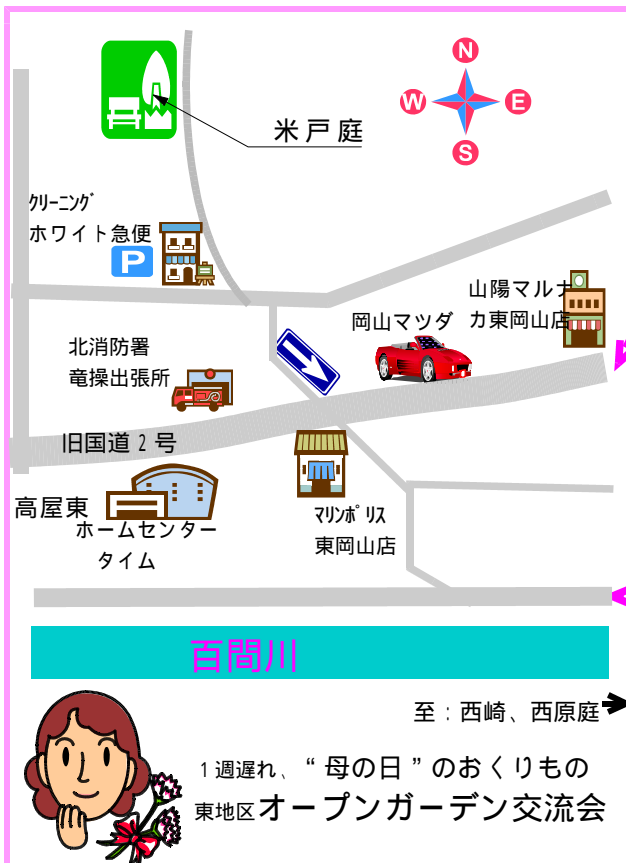 N
W E
S
米戸庭
クリーニング
ホワイト急便
P
山陽マルナ
カ東岡山店
岡山マツダ
北消防署
竜操出張所
旧国道2号
高屋東
ホームセンター
タイム
マリンポリス
東岡山店
百間川
至：西崎、西原庭
1週遅れ、“母の日”のおくりもの
東地区オープンガーデン交流会